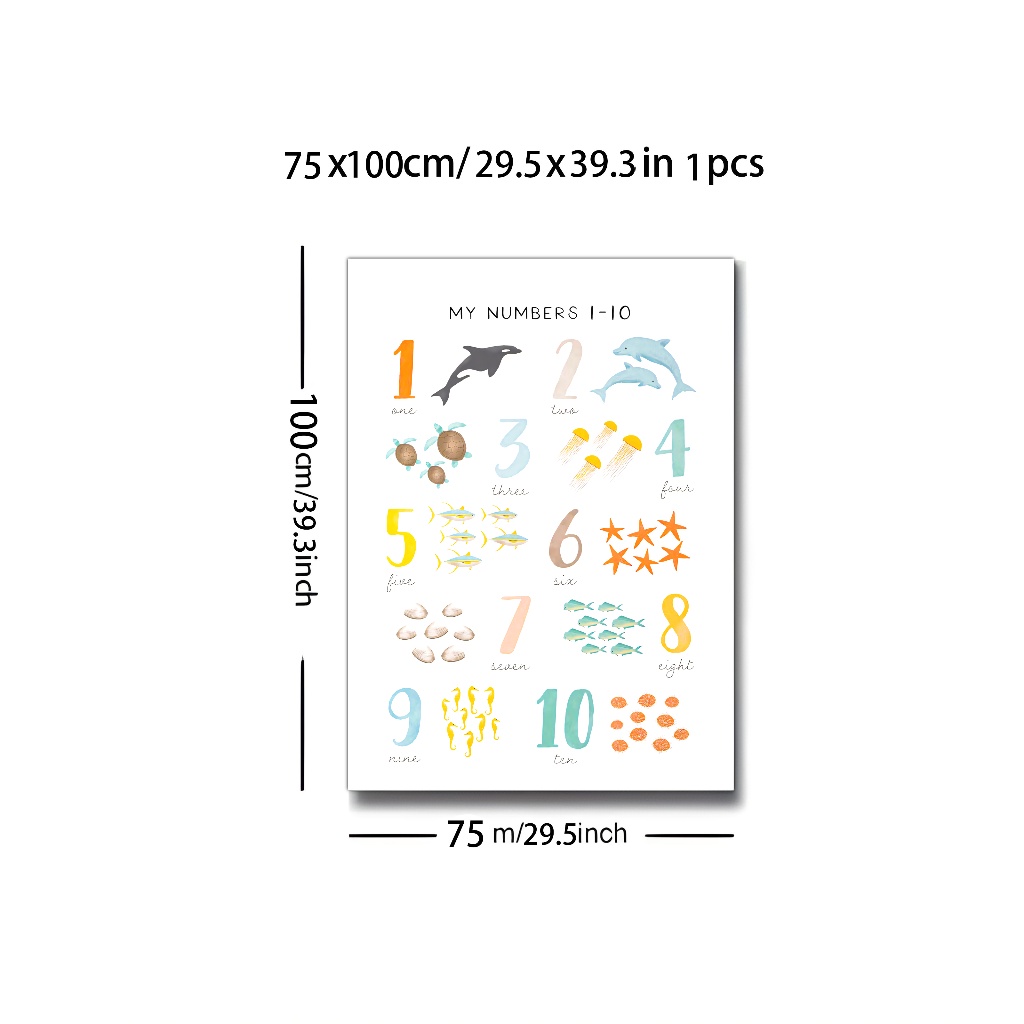 75x100cm/ 29.5x39.3in 1pcs
100cm/39.3inch
MY NUMBERS 1-10
1 2
one two
3 4
three four
5 6
five six
7 8
seven eight
9 10
nine ten
75 m/29.5inch